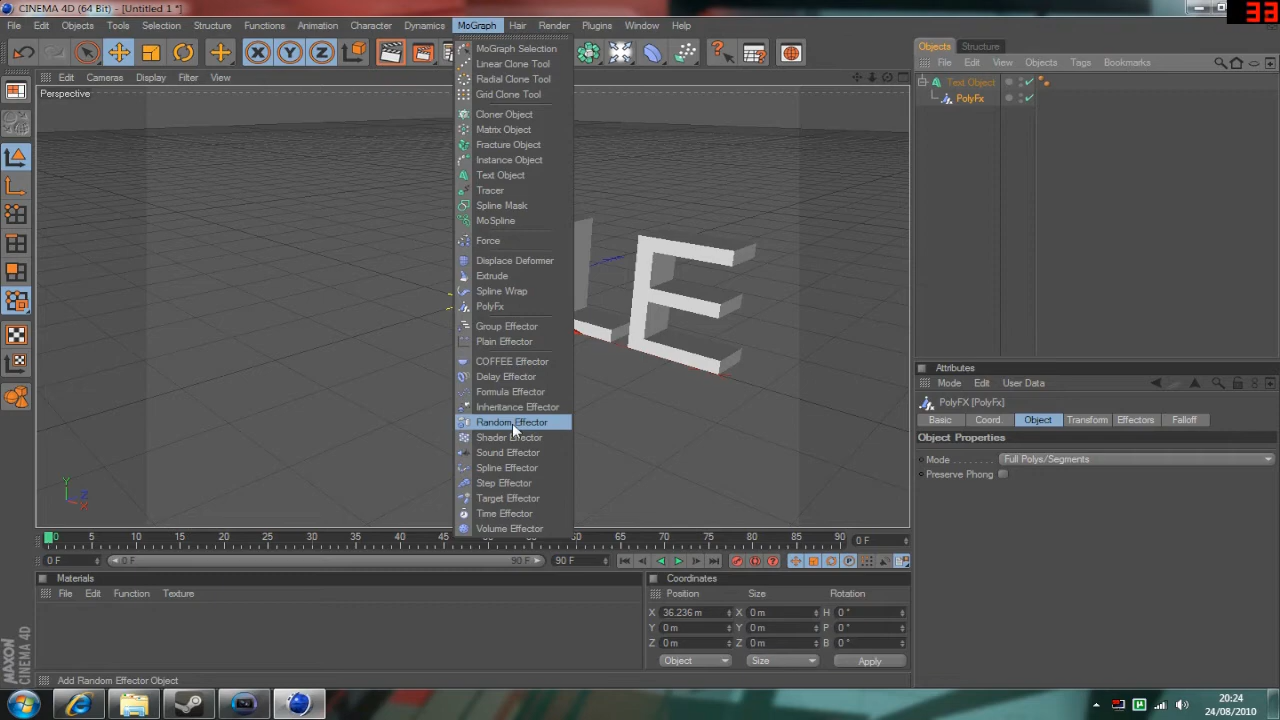 CINEMA 4D (64 Bit) - [Untitled 1 *]
33
File Edit Objects Tools Selection Structure Functions Animation Character Dynamics MoGraph Hair Render Plugins Window Help
X Y Z
Edit Cameras Display Filter View
Perspective
MoGraph Selection
Linear Clone Tool
Radial Clone Tool
Grid Clone Tool
Cloner Object
Matrix Object
Fracture Object
Instance Object
Text Object
Tracer
Spline Mask
MoSpline
Force
Displace Deformer
Extrude
Spline Wrap
PolyFx
Group Effector
Plain Effector
COFFEE Effector
Delay Effector
Formula Effector
Inheritance Effector
Random Effector
Shader Effector
Sound Effector
Spline Effector
Step Effector
Target Effector
Time Effector
Volume Effector
LE
Y
Z
X
Objects Structure
File Edit View Objects Tags Bookmarks
Text Object
PolyFx
Attributes
Mode Edit User Data
PolyFX [PolyFx]
Basic Coord. Object Transform Effectors Falloff
Object Properties
Mode Full Polys/Segments
Preserve Phong
0 5 10 15 20 25 30 35 40 45 60 65 70 75 80 85 90 0 F
0 F 0 F 90 F 90 F
Materials
File Edit Function Texture
Coordinates
Position Size Rotation
X 36.236 m X 0 m H 0 °
Y 0 m Y 0 m P 0 °
Z 0 m Z 0 m B 0 °
Object Size Apply
MAXON
CINEMA 4D
Add Random Effector Object
20:24
24/08/2010